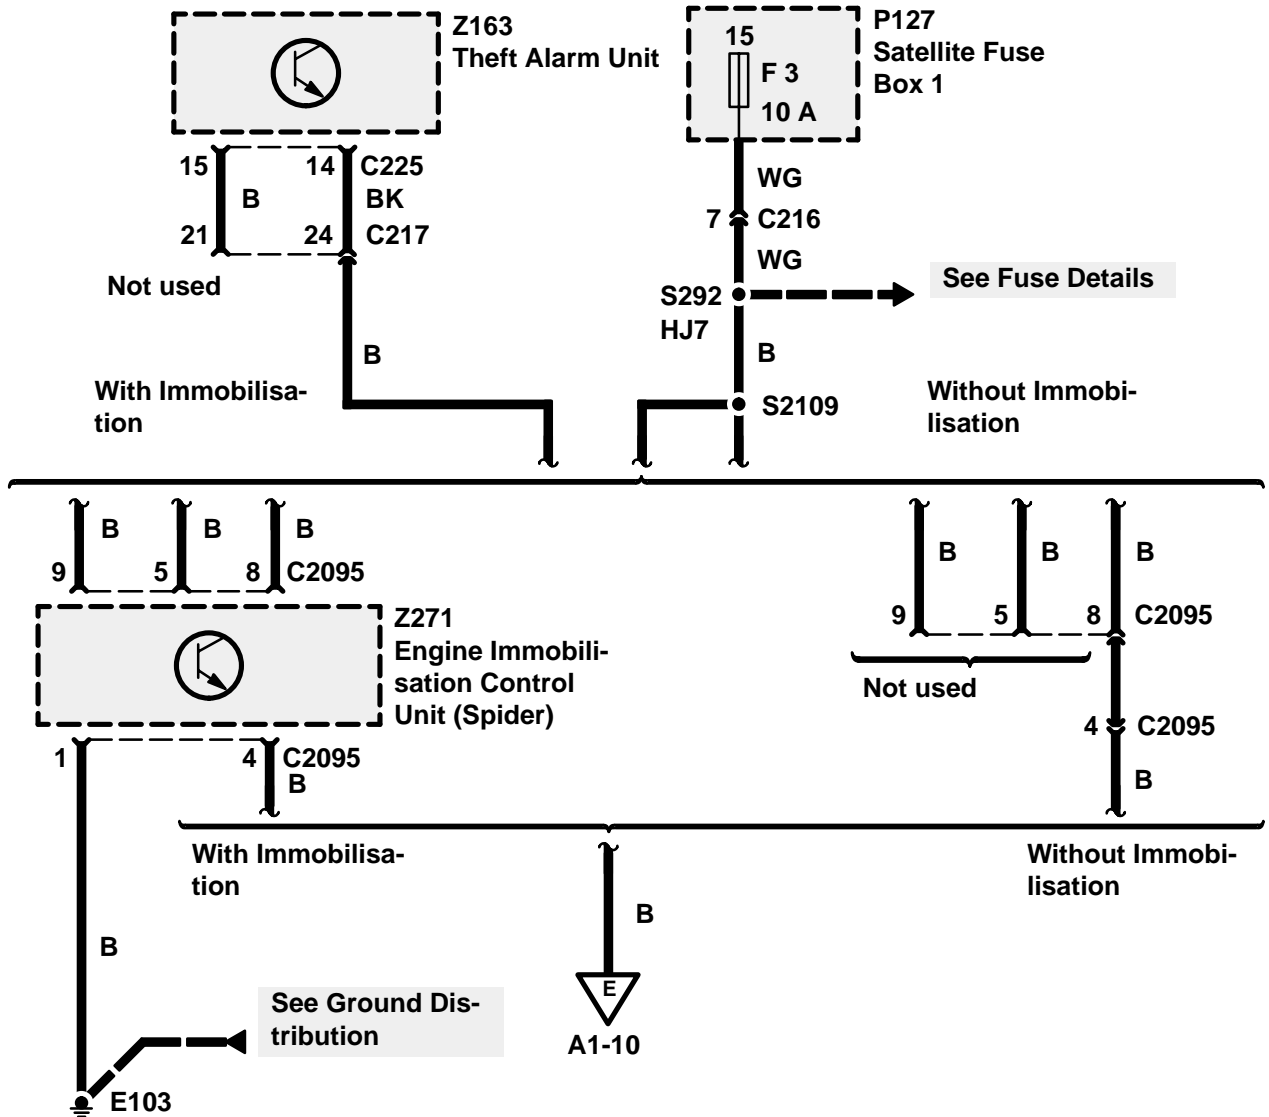 Z163
Theft Alarm Unit
P127
Satellite Fuse
Box 1
15
F 3
10 A
15
14
C225
B
BK
21
24
C217
Not used
WG
7
C216
WG
S292
HJ7
See Fuse Details
B
B
With Immobilisa-
tion
S2109
Without Immobi-
lisation
B
B
B
9
5
8
C2095
B
B
B
9
5
8
C2095
Not used
4
C2095
B
Z271
Engine Immobili-
sation Control
Unit (Spider)
1
4
C2095
B
With Immobilisa-
tion
Without Immobi-
lisation
B
B
E
A1-10
See Ground Dis-
tribution
E103